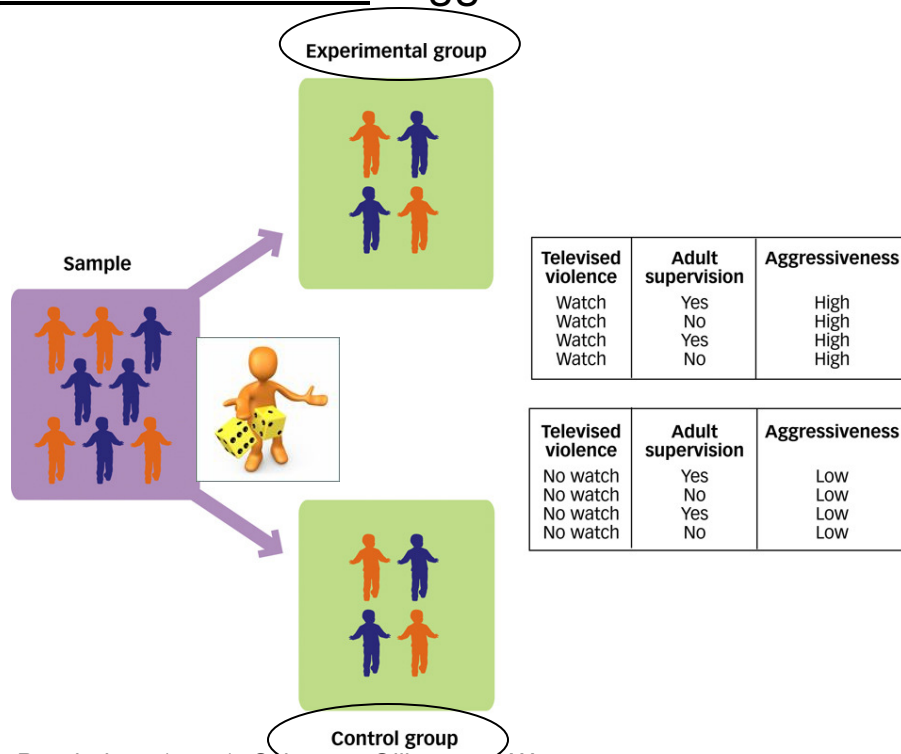 Experimental group
Sample
Televised violence Adult supervision Aggressiveness
Watch Yes High
Watch No High
Watch Yes High
Watch No High
Televised violence Adult supervision Aggressiveness
No watch Yes Low
No watch No Low
No watch Yes Low
No watch No Low
Control group